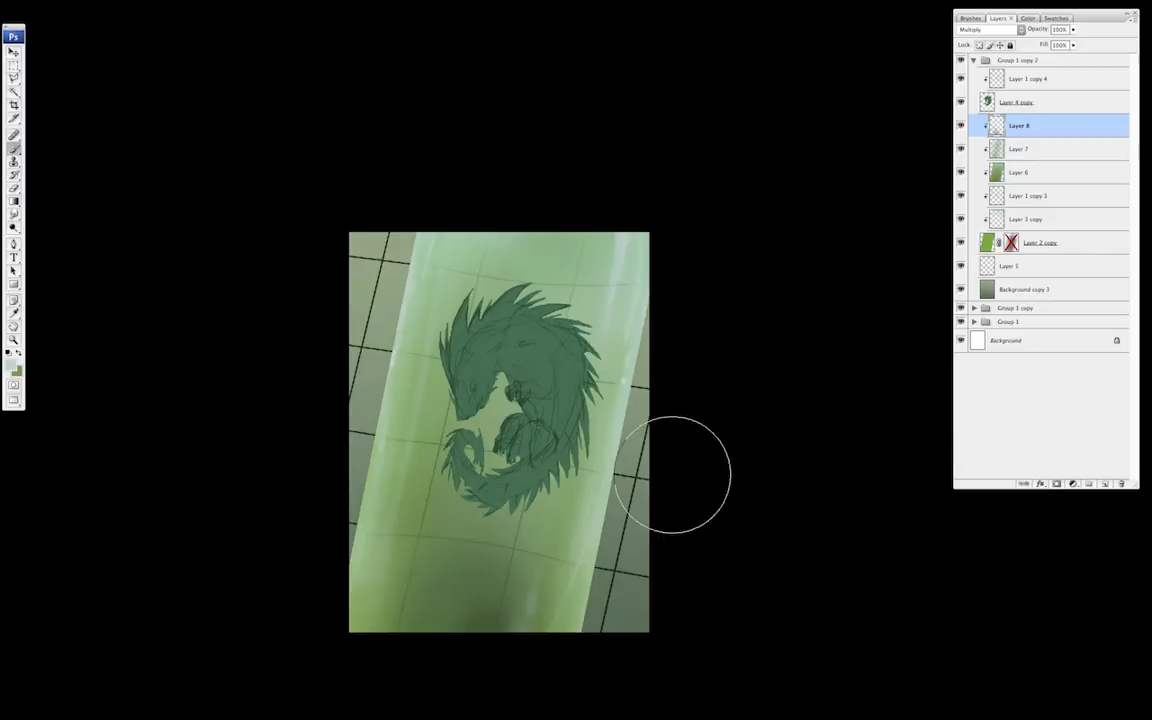 Ps
Brushes Layers x Color Swatches
Multiply Opacity: 100%
Lock: Fill: 100%
Group 1 copy 2
Layer 1 copy 4
Layer 4 copy
Layer 8
Layer 7
Layer 6
Layer 1 copy 3
Layer 3 copy
Layer 2 copy
Layer 5
Background copy 3
Group 1 copy
Group 1
Background